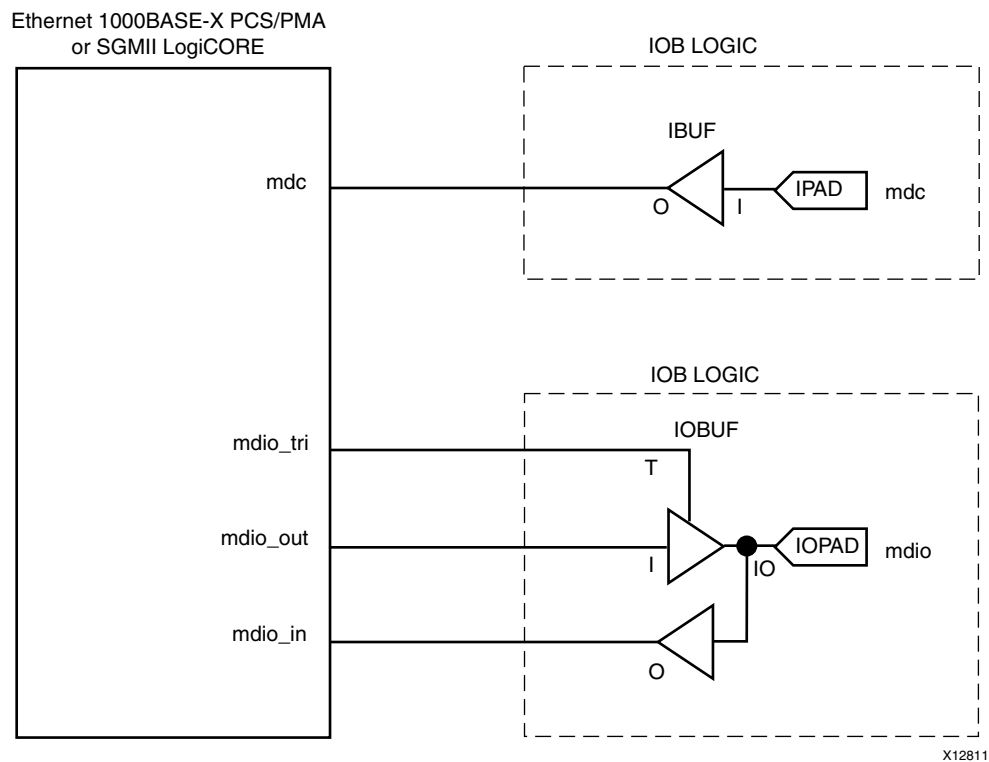 Ethernet 1000BASE-X PCS/PMA
or SGMII LogiCORE
IOB LOGIC
IBUF
mdc
IPAD
mdc
O
I
IOB LOGIC
IOBUF
mdio_tri
T
mdio_out
IOPAD
mdio
I
IO
mdio_in
O
X12811